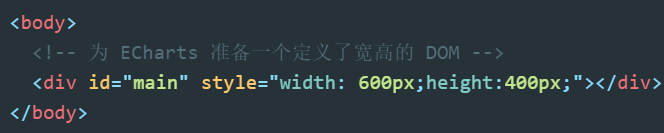 <body>
<!-- 为 ECharts 准备一个定义了宽高的 DOM -->
<div id="main" style="width: 600px;height:400px;"></div>
</body>